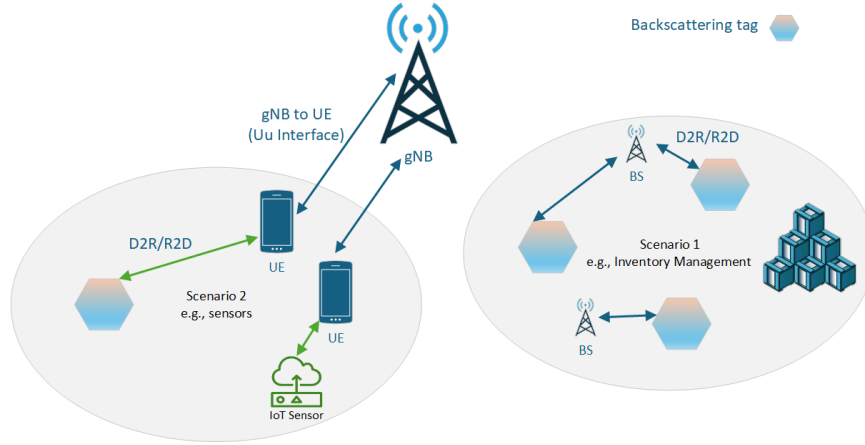 Backscattering tag
gNB to UE
(Uu Interface)
gNB
D2R/R2D
BS
D2R/R2D
UE
Scenario 1
e.g., Inventory Management
Scenario 2
e.g., sensors
UE
BS
IoT Sensor